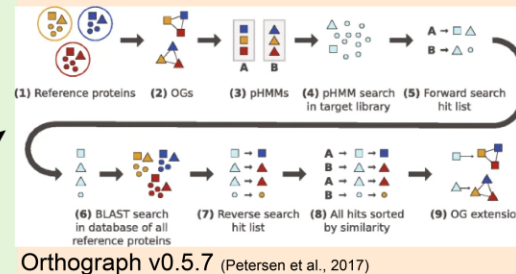 (1) Reference proteins
(2) OGs
A B
(3) pHMMs
(4) pHMM search
in target library
A →
B →
(5) Forward search
hit list
(6) BLAST search
in database of all
reference proteins
(7) Reverse search
hit list
A → →
B → →
A → →
B → →
(8) All hits sorted
by similarity
(9) OG extension
Orthograph v0.5.7 (Petersen et al., 2017)